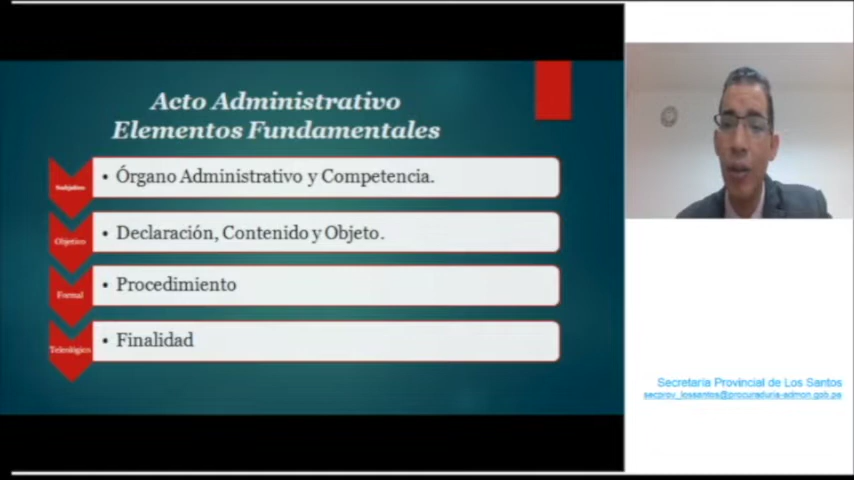 Acto Administrativo
Elementos Fundamentales
Subjetivo
• Órgano Administrativo y Competencia.
Objetivo
• Declaración, Contenido y Objeto.
Formal
• Procedimiento
Teleológico
• Finalidad
Secretaría Provincial de Los Santos
secprov_lossantos@procuraduria-admon.gob.pa